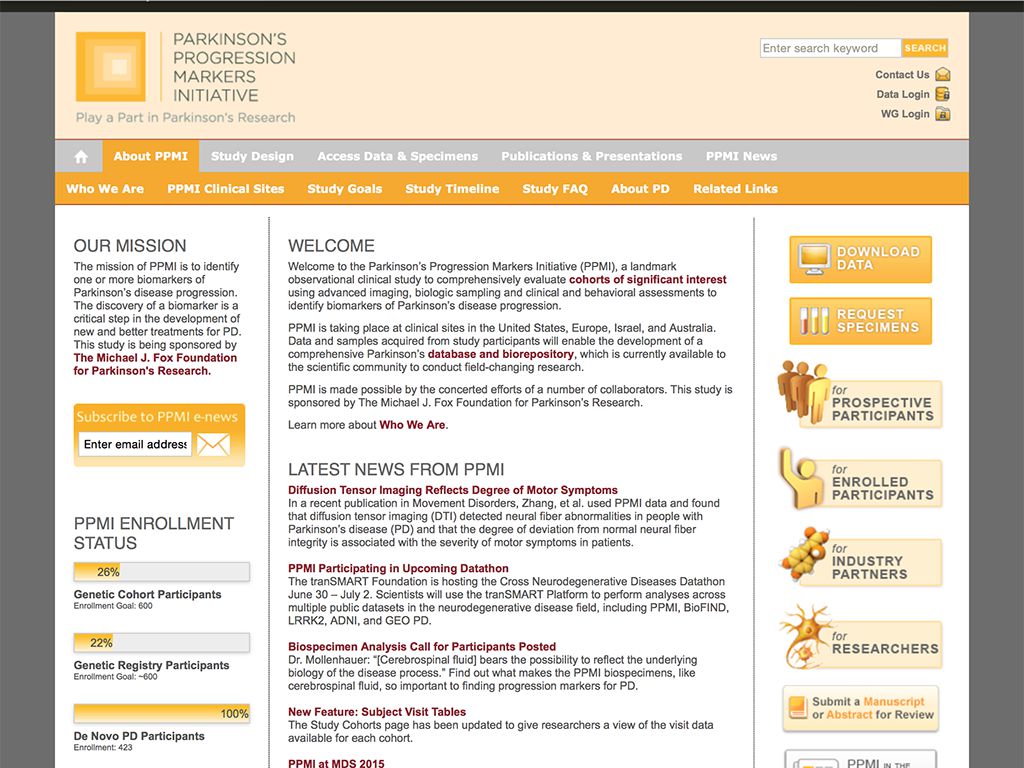 PARKINSON'S
PROGRESSION
MARKERS
INITIATIVE
Play a Part in Parkinson's Research
Enter search keyword
SEARCH
Contact Us
Data Login
WG Login
About PPMI
Study Design
Access Data & Specimens
Publications & Presentations
PPMI News
Who We Are
PPMI Clinical Sites
Study Goals
Study Timeline
Study FAQ
About PD
Related Links
OUR MISSION
The mission of PPMI is to identify
one or more biomarkers of
Parkinson's disease progression.
The discovery of a biomarker is a
critical step in the development of
new and better treatments for PD.
This study is being sponsored by
The Michael J. Fox Foundation
for Parkinson's Research.
Subscribe to PPMI e-news
Enter email address
PPMI ENROLLMENT
STATUS
26%
Genetic Cohort Participants
Enrollment Goal: 600
22%
Genetic Registry Participants
Enrollment Goal: ~600
100%
De Novo PD Participants
Enrollment: 423
WELCOME
Welcome to the Parkinson's Progression Markers Initiative (PPMI), a landmark
observational clinical study to comprehensively evaluate cohorts of significant interest
using advanced imaging, biologic sampling and clinical and behavioral assessments to
identify biomarkers of Parkinson's disease progression.
PPMI is taking place at clinical sites in the United States, Europe, Israel, and Australia.
Data and samples acquired from study participants will enable the development of a
comprehensive Parkinson's database and biorepository, which is currently available to
the scientific community to conduct field-changing research.
PPMI is made possible by the concerted efforts of a number of collaborators. This study is
sponsored by The Michael J. Fox Foundation for Parkinson's Research.
Learn more about Who We Are.
LATEST NEWS FROM PPMI
Diffusion Tensor Imaging Reflects Degree of Motor Symptoms
In a recent publication in Movement Disorders, Zhang, et al. used PPMI data and found
that diffusion tensor imaging (DTI) detected neural fiber abnormalities in people with
Parkinson's disease (PD) and that the degree of deviation from normal neural fiber
integrity is associated with the severity of motor symptoms in patients.
PPMI Participating in Upcoming Datathon
The tranSMART Foundation is hosting the Cross Neurodegenerative Diseases Datathon
June 30 – July 2. Scientists will use the tranSMART Platform to perform analyses across
multiple public datasets in the neurodegenerative disease field, including PPMI, BioFIND,
LRRK2, ADNI, and GEO PD.
Biospecimen Analysis Call for Participants Posted
Dr. Mollenhauer: "[Cerebrospinal fluid] bears the possibility to reflect the underlying
biology of the disease process." Find out what makes the PPMI biospecimens, like
cerebrospinal fluid, so important to finding progression markers for PD.
New Feature: Subject Visit Tables
The Study Cohorts page has been updated to give researchers a view of the visit data
available for each cohort.
PPMI at MDS 2015
DOWNLOAD
DATA
REQUEST
SPECIMENS
for
PROSPECTIVE
PARTICIPANTS
for
ENROLLED
PARTICIPANTS
for
INDUSTRY
PARTNERS
for
RESEARCHERS
Submit a Manuscript
or Abstract for Review
PPMI IN THE